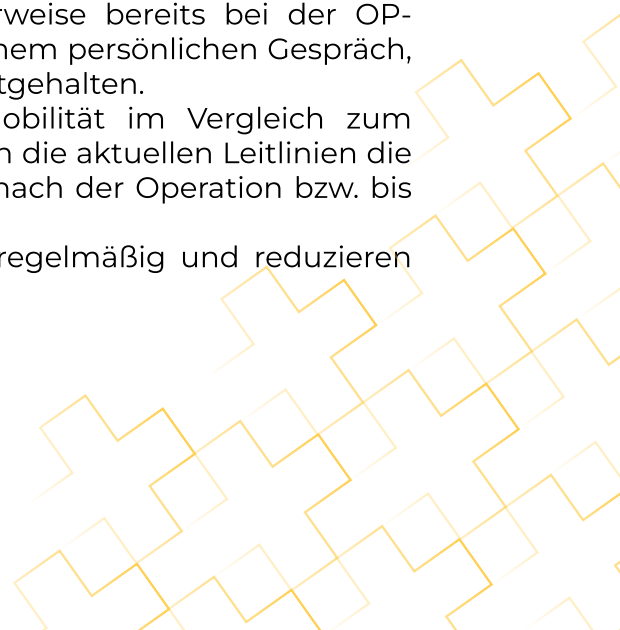 rweise bereits bei der OP-
nem persönlichen Gespräch,
tgehalten.
obilität im Vergleich zum
n die aktuellen Leitlinien die
nach der Operation bzw. bis
regelmäßig und reduzieren